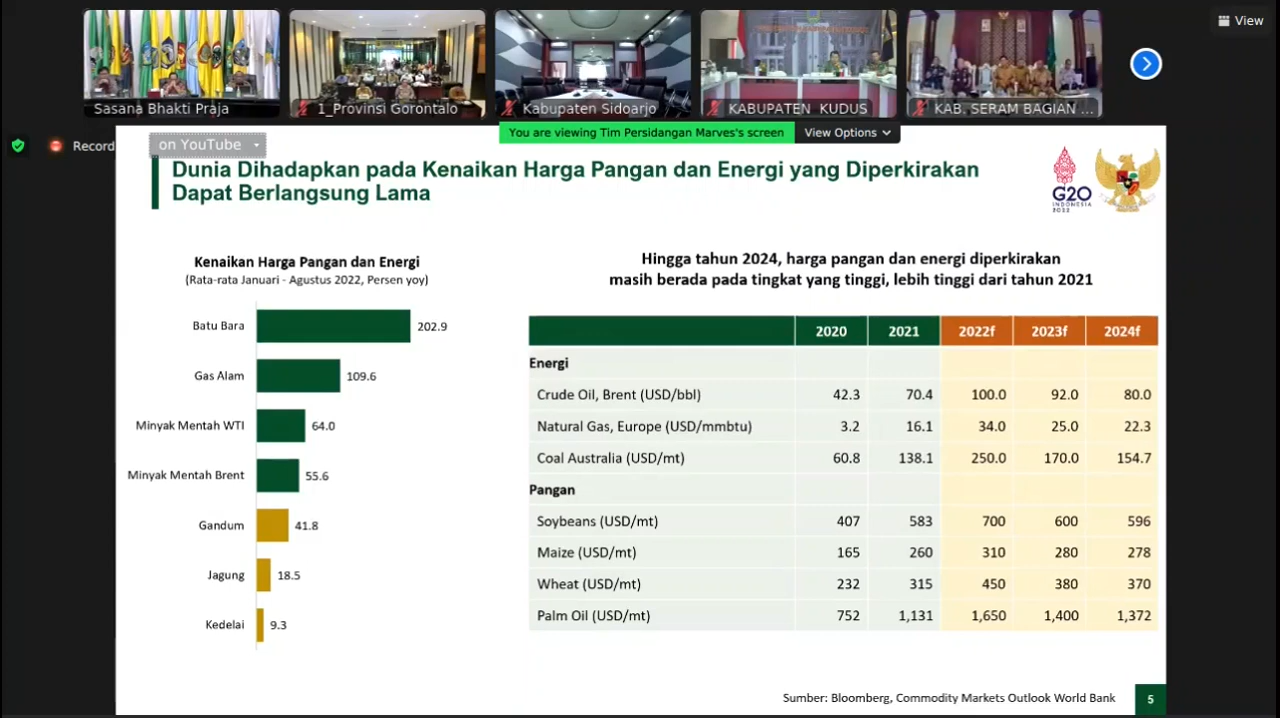 View
Sasana Bhakti Praja
1_Provinsi Gorontalo
Kabupaten Sidoarjo
KABUPATEN KUDUS
KAB. SERAM BAGIAN ...
You are viewing Tim Persidangan Marves's screen
View Options
Record
on YouTube
Dunia Dihadapkan pada Kenaikan Harga Pangan dan Energi yang Diperkirakan
Dapat Berlangsung Lama
G20
INDONESIA
2022
Kenaikan Harga Pangan dan Energi
(Rata-rata Januari - Agustus 2022, Persen yoy)
Batu Bara 202.9
Gas Alam 109.6
Minyak Mentah WTI 64.0
Minyak Mentah Brent 55.6
Gandum 41.8
Jagung 18.5
Kedelai 9.3
Hingga tahun 2024, harga pangan dan energi diperkirakan
masih berada pada tingkat yang tinggi, lebih tinggi dari tahun 2021
2020 2021 2022f 2023f 2024f
Energi
Crude Oil, Brent (USD/bbl) 42.3 70.4 100.0 92.0 80.0
Natural Gas, Europe (USD/mmbtu) 3.2 16.1 34.0 25.0 22.3
Coal Australia (USD/mt) 60.8 138.1 250.0 170.0 154.7
Pangan
Soybeans (USD/mt) 407 583 700 600 596
Maize (USD/mt) 165 260 310 280 278
Wheat (USD/mt) 232 315 450 380 370
Palm Oil (USD/mt) 752 1,131 1,650 1,400 1,372
Sumber: Bloomberg, Commodity Markets Outlook World Bank
5